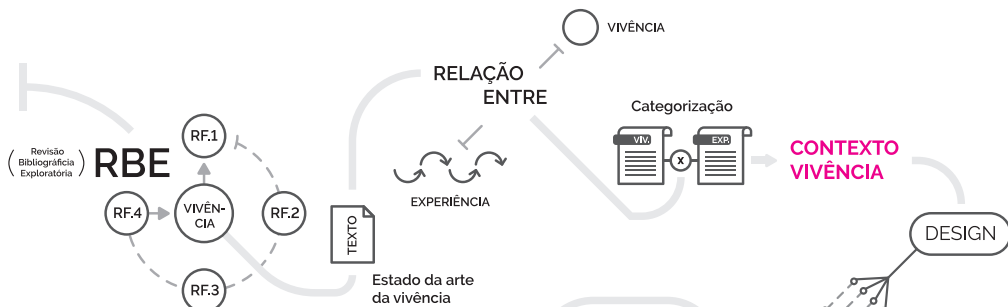 (Revisão
Bibliográficia
Exploratória)
RBE
RF.1
RF.4
VIVÊN-
CIA
RF.2
RF.3
TEXTO
Estado da arte
da vivência
RELAÇÃO
ENTRE
VIVÊNCIA
EXPERIÊNCIA
Categorização
VIV.
x
EXP.
CONTEXTO
VIVÊNCIA
DESIGN